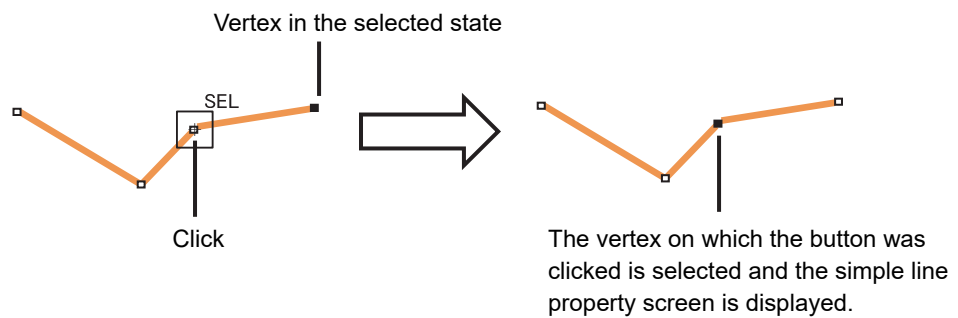 Vertex in the selected state
SEL
Click
The vertex on which the button was
clicked is selected and the simple line
property screen is displayed.